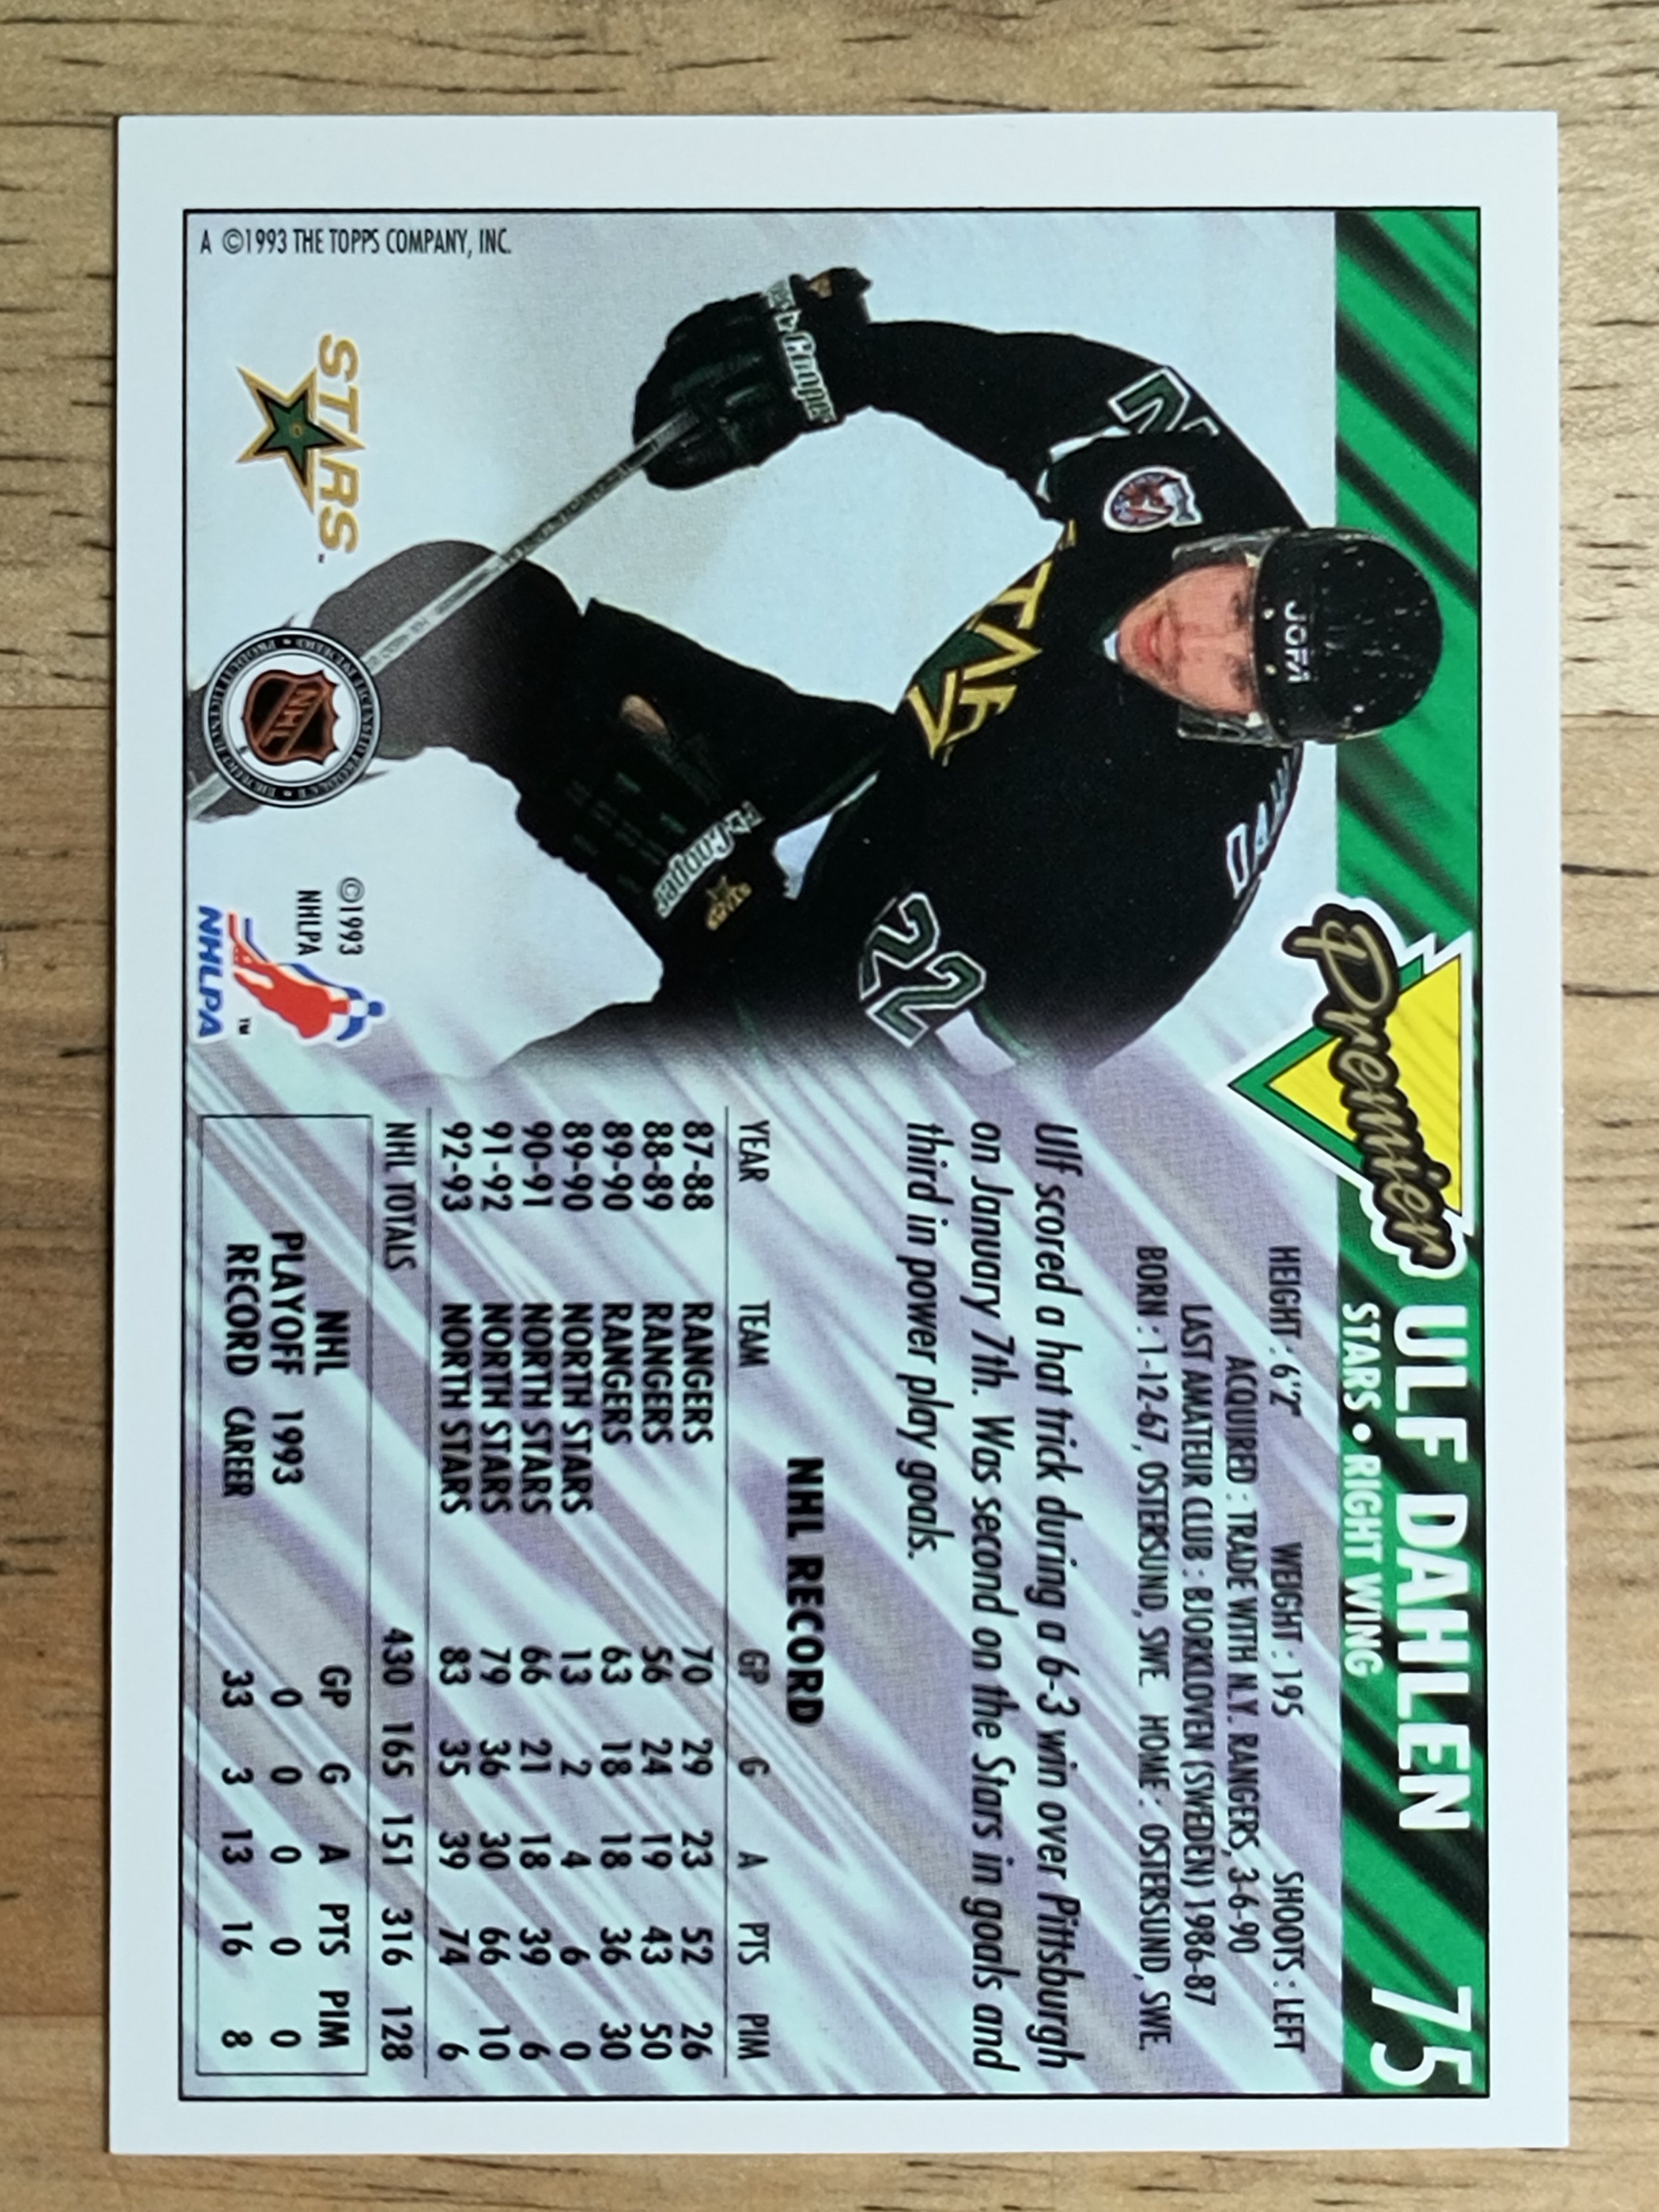 Premier
ULF DAHLEN 75
STARS • RIGHT WING
HEIGHT : 6'2" WEIGHT : 195 SHOOTS : LEFT
ACQUIRED : TRADE WITH N.Y. RANGERS, 3-6-90
LAST AMATEUR CLUB : BJORKLOVEN (SWEDEN) 1986-87
BORN : 1-12-67, OSTERSUND, SWE. HOME : OSTERSUND, SWE.
Ulf scored a hat trick during a 6-3 win over Pittsburgh
on January 7th. Was second on the Stars in goals and
third in power play goals.
NHL RECORD
YEAR TEAM GP G A PTS PIM
87-88 RANGERS 70 29 23 52 26
88-89 RANGERS 56 24 19 43 50
89-90 RANGERS 63 18 18 36 30
89-90 NORTH STARS 13 2 4 6 0
90-91 NORTH STARS 66 21 18 39 6
91-92 NORTH STARS 79 36 30 66 10
92-93 NORTH STARS 83 35 39 74 6
NHL TOTALS 430 165 151 316 128
NHL GP G A PTS PIM
PLAYOFF 1993 0 0 0 0 0
RECORD CAREER 33 3 13 16 8
JOFA
22
Cooper
Cooper
STARS
STARS™
NHL
©1993
NHLPA
NHLPA™
A ©1993 THE TOPPS COMPANY, INC.